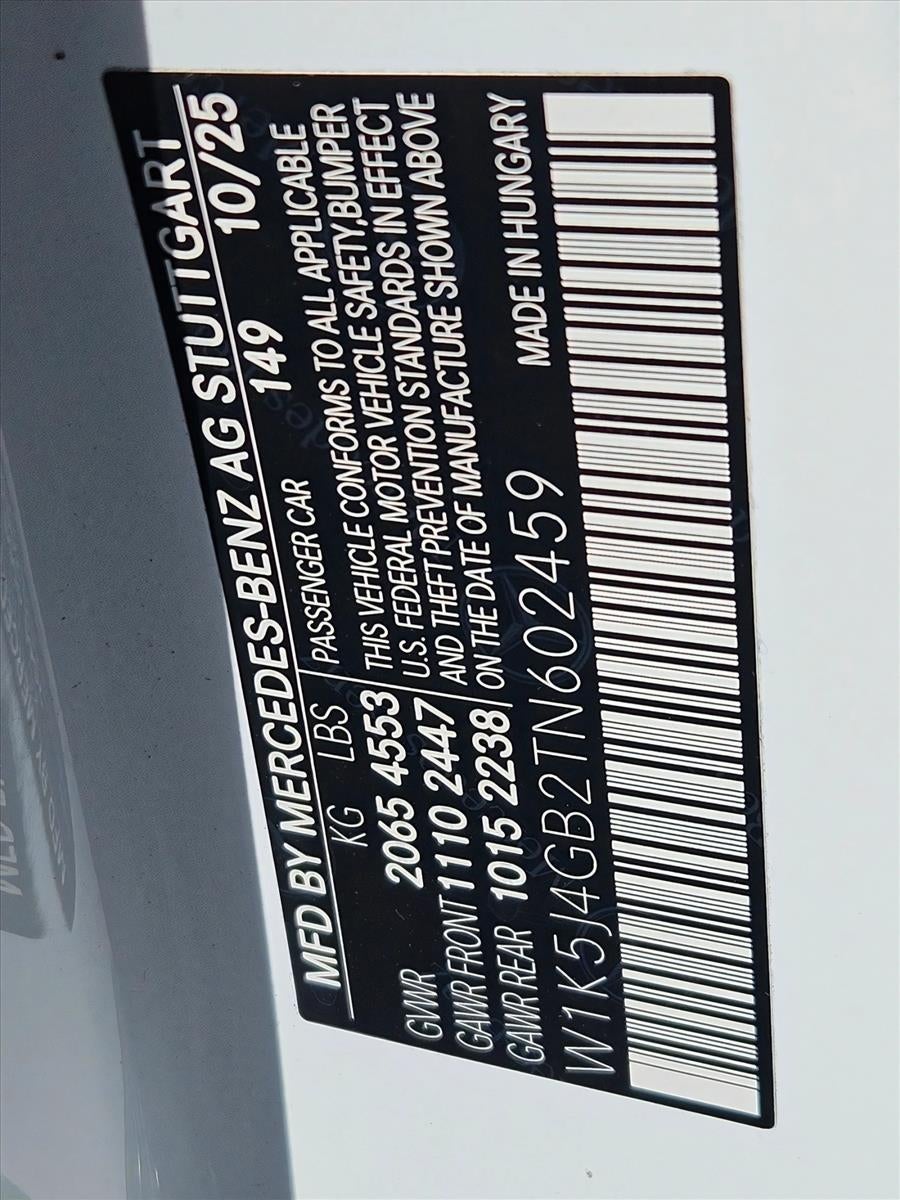 MFD BY MERCEDES-BENZ AG STUTTGART
149 10/25
KG LBS PASSENGER CAR
GVWR 2065 4553
GAWR FRONT 1110 2447
GAWR REAR 1015 2238
THIS VEHICLE CONFORMS TO ALL APPLICABLE
U.S. FEDERAL MOTOR VEHICLE SAFETY, BUMPER
AND THEFT PREVENTION STANDARDS IN EFFECT
ON THE DATE OF MANUFACTURE SHOWN ABOVE
W1K5J4GB2TN602459 MADE IN HUNGARY